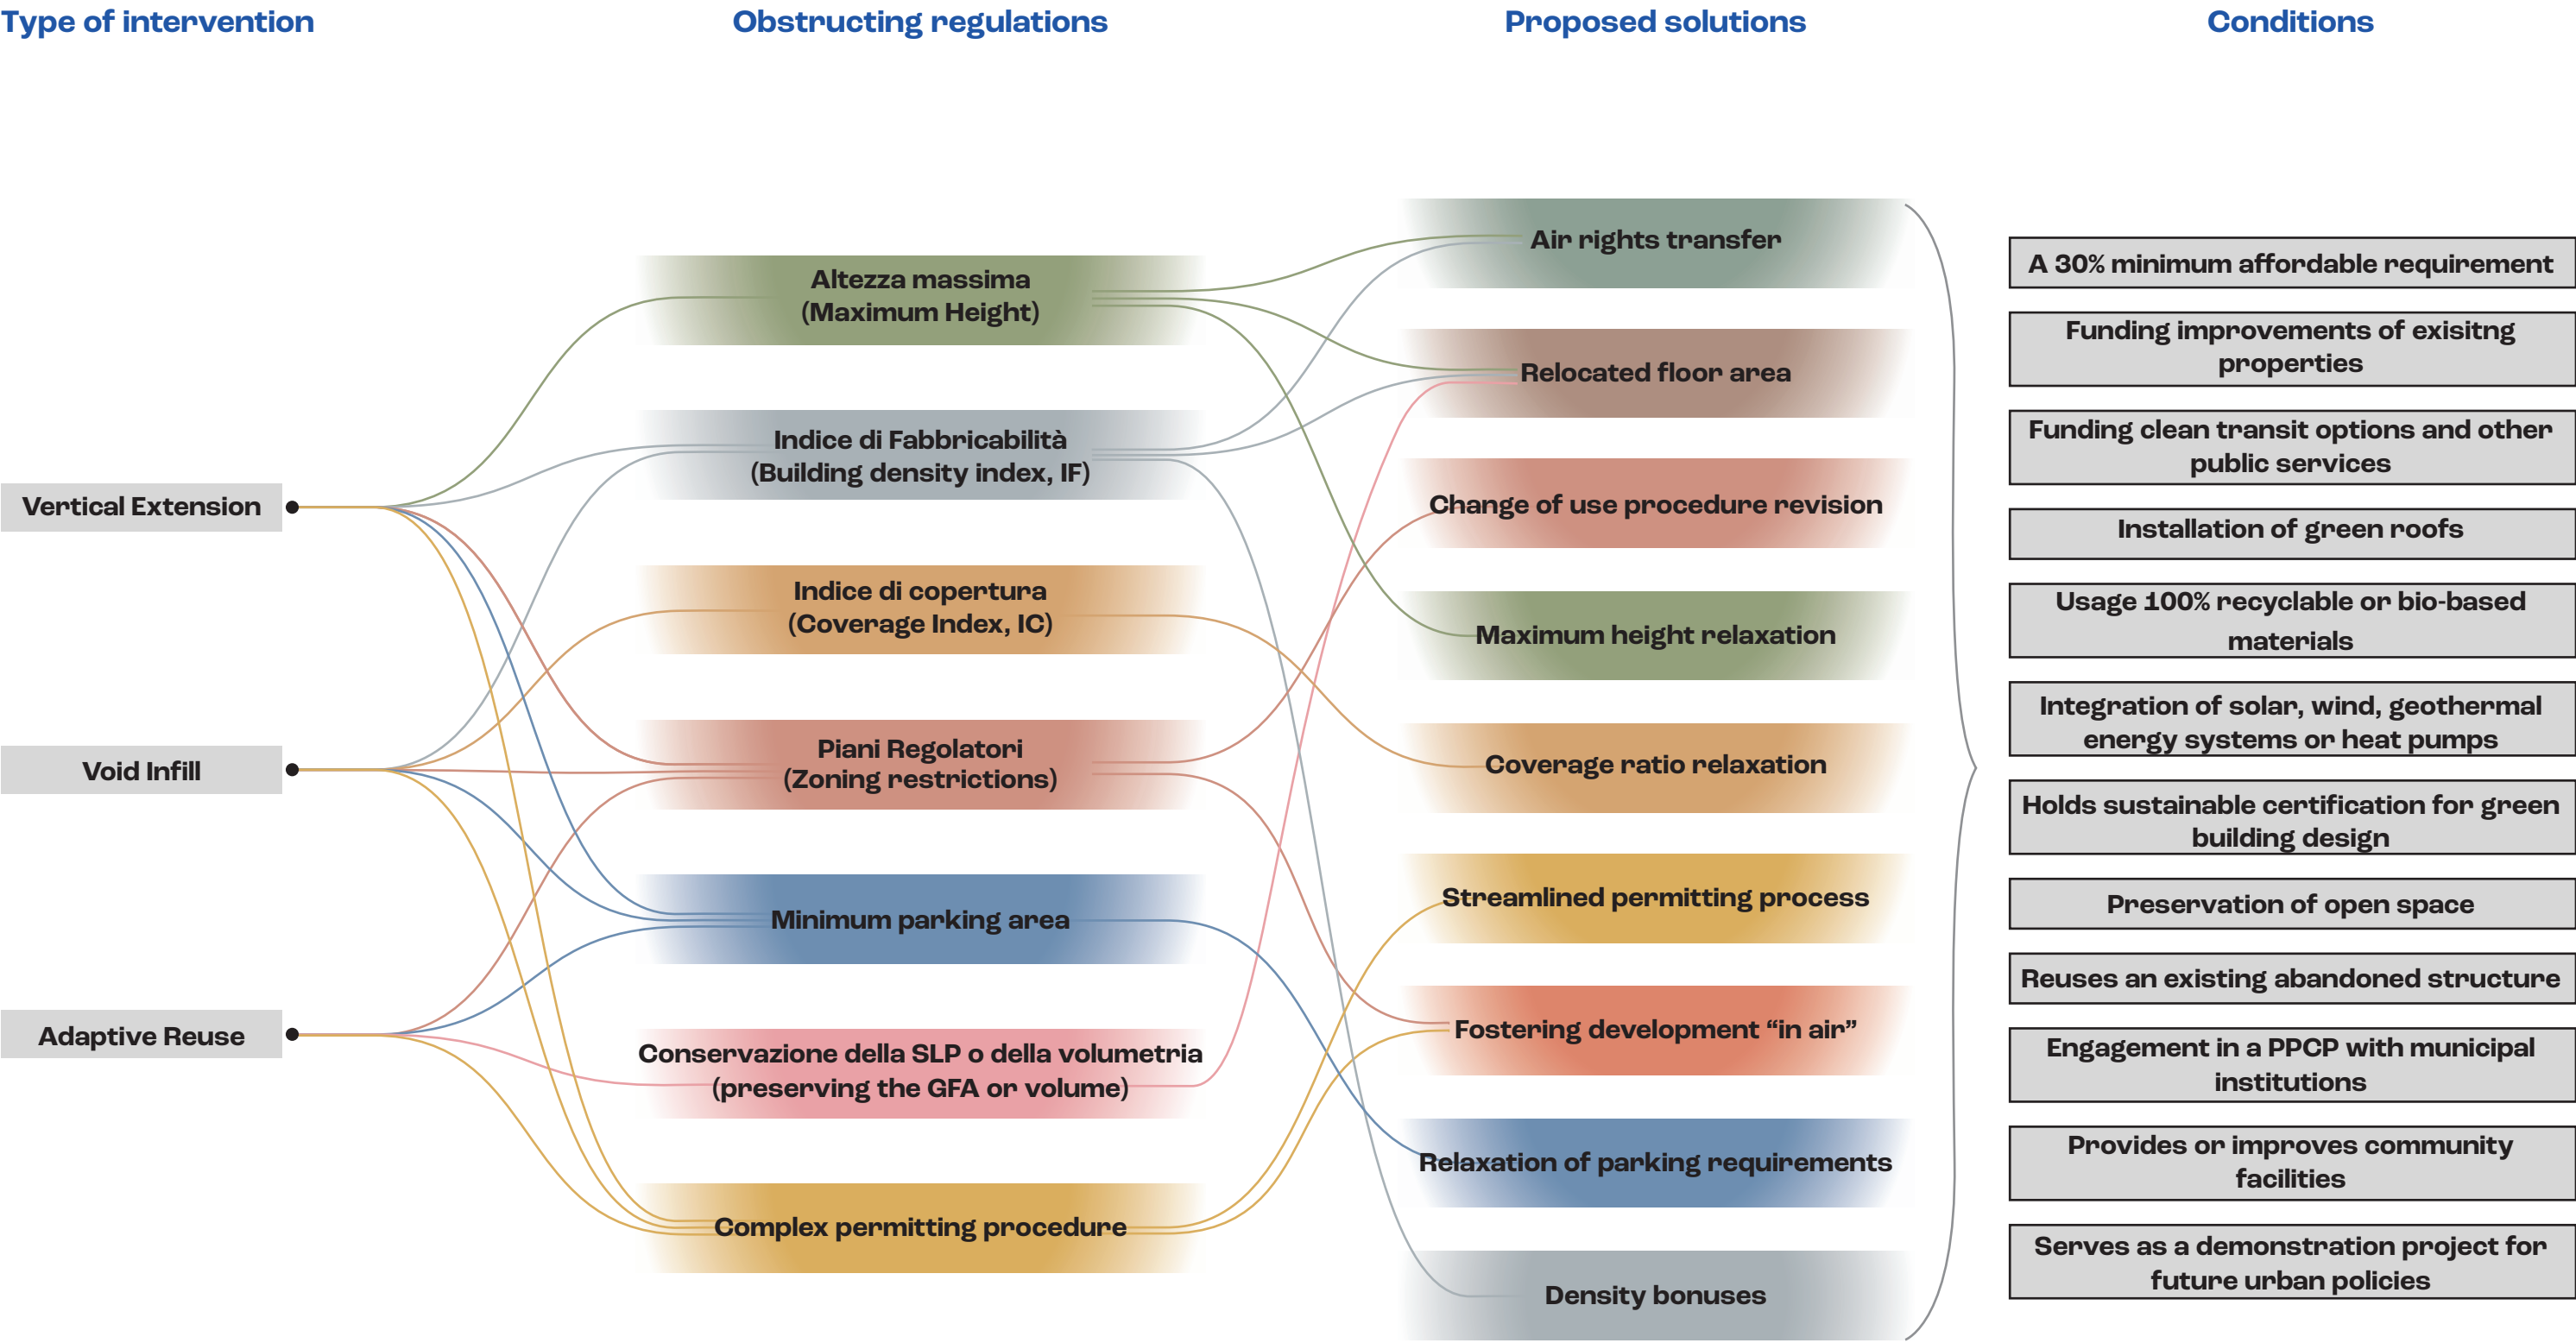 Type of intervention
Obstructing regulations
Proposed solutions
Conditions
Vertical Extension
Void Infill
Adaptive Reuse
Altezza massima
(Maximum Height)
Indice di Fabbricabilità
(Building density index, IF)
Indice di copertura
(Coverage Index, IC)
Piani Regolatori
(Zoning restrictions)
Minimum parking area
Conservazione della SLP o della volumetria
(preserving the GFA or volume)
Complex permitting procedure
Air rights transfer
Relocated floor area
Change of use procedure revision
Maximum height relaxation
Coverage ratio relaxation
Streamlined permitting process
Fostering development “in air”
Relaxation of parking requirements
Density bonuses
A 30% minimum affordable requirement
Funding improvements of exisitng
properties
Funding clean transit options and other
public services
Installation of green roofs
Usage 100% recyclable or bio-based
materials
Integration of solar, wind, geothermal
energy systems or heat pumps
Holds sustainable certification for green
building design
Preservation of open space
Reuses an existing abandoned structure
Engagement in a PPCP with municipal
institutions
Provides or improves community
facilities
Serves as a demonstration project for
future urban policies